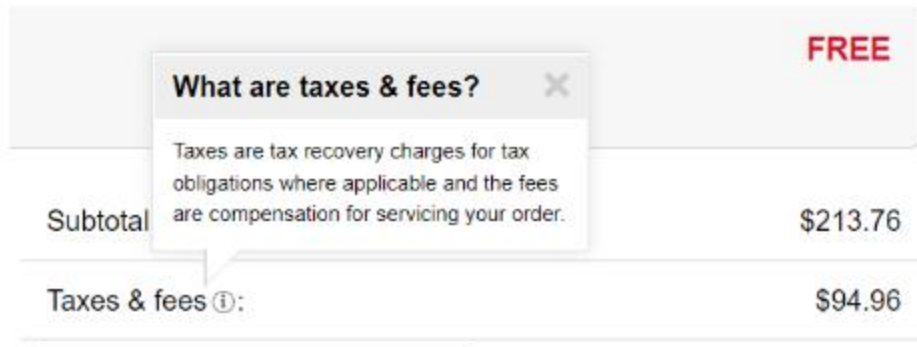 FREE
What are taxes & fees?
Taxes are tax recovery charges for tax
obligations where applicable and the fees
are compensation for servicing your order.
Subtotal
$213.76
Taxes & fees ⓘ:
$94.96